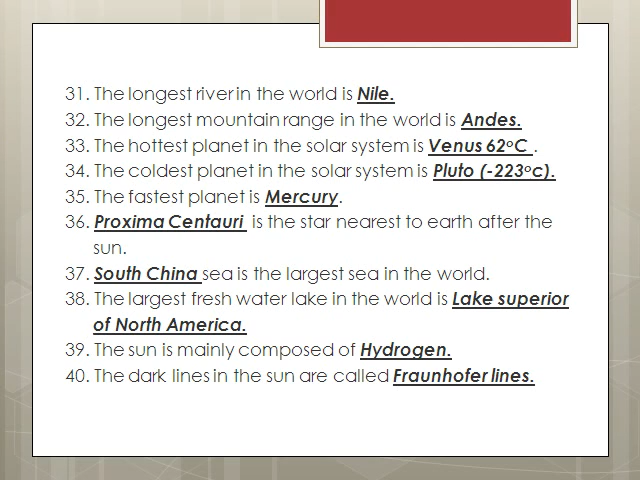 31. The longest river in the world is Nile.
32. The longest mountain range in the world is Andes.
33. The hottest planet in the solar system is Venus 62°C .
34. The coldest planet in the solar system is Pluto (-223°c).
35. The fastest planet is Mercury.
36. Proxima Centauri is the star nearest to earth after the
sun.
37. South China sea is the largest sea in the world.
38. The largest fresh water lake in the world is Lake superior
of North America.
39. The sun is mainly composed of Hydrogen.
40. The dark lines in the sun are called Fraunhofer lines.